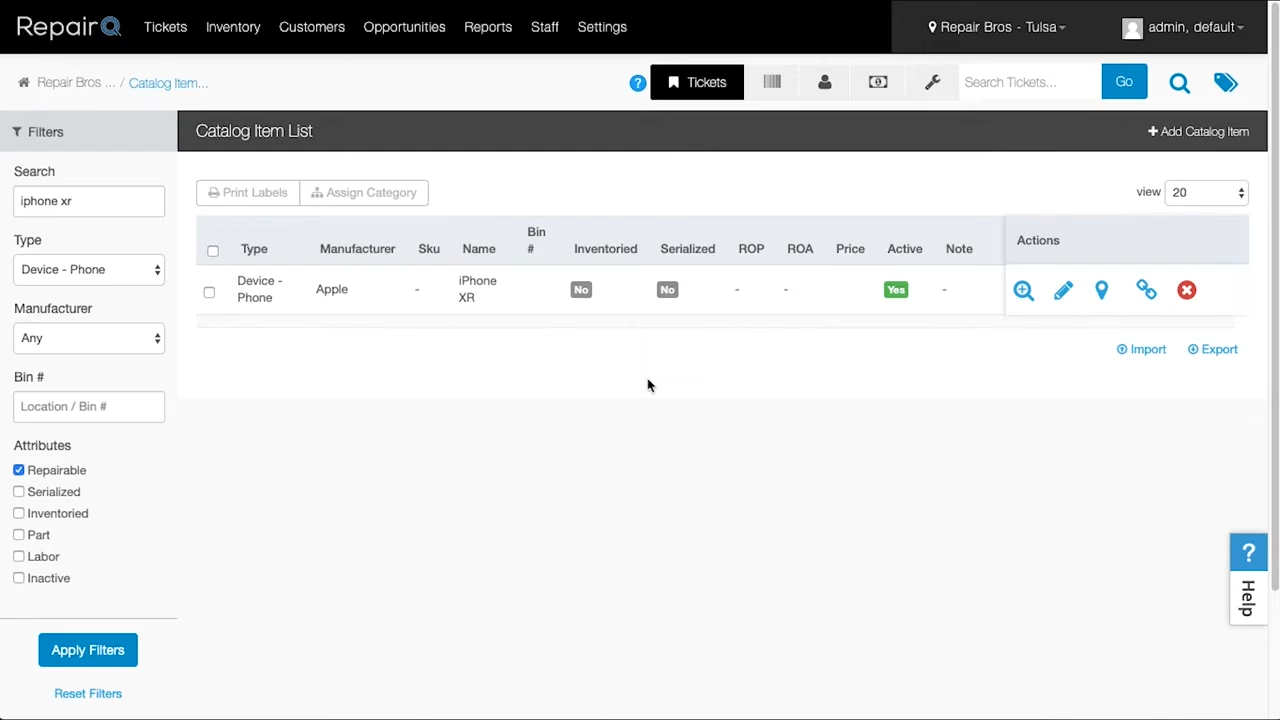 RepairQ Tickets Inventory Customers Opportunities Reports Staff Settings Repair Bros - Tulsa admin, default
Repair Bros ... / Catalog Item... ? Tickets Search Tickets... Go
Filters
Search
iphone xr
Type
Device - Phone
Manufacturer
Any
Bin #
Location / Bin #
Attributes
Repairable
Serialized
Inventoried
Part
Labor
Inactive
Apply Filters
Reset Filters
Catalog Item List + Add Catalog Item
Print Labels Assign Category view 20
Type Manufacturer Sku Name Bin # Inventoried Serialized ROP ROA Price Active Note Actions
Device - Phone Apple - iPhone XR No No - - Yes -
Import Export
?
Help